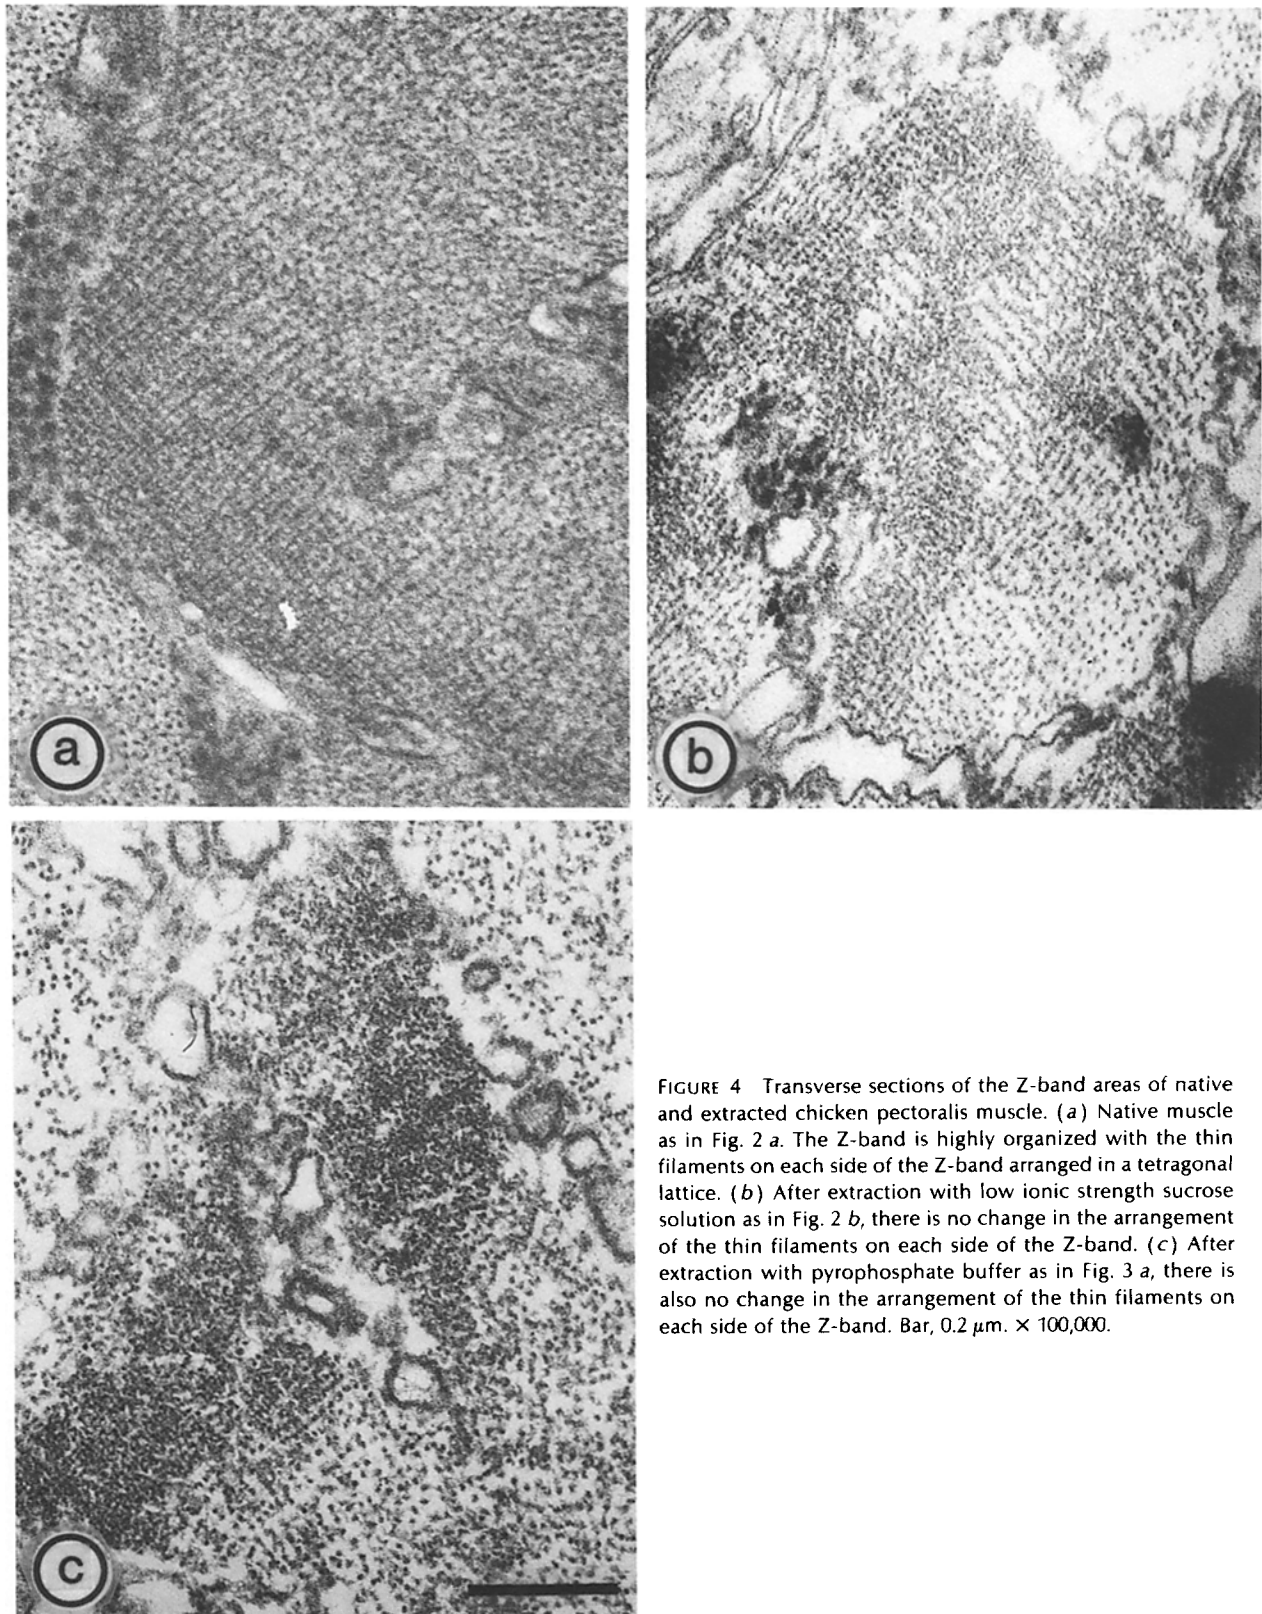 a
b
c
FIGURE 4 Transverse sections of the Z-band areas of native
and extracted chicken pectoralis muscle. (a) Native muscle
as in Fig. 2 a. The Z-band is highly organized with the thin
filaments on each side of the Z-band arranged in a tetragonal
lattice. (b) After extraction with low ionic strength sucrose
solution as in Fig. 2 b, there is no change in the arrangement
of the thin filaments on each side of the Z-band. (c) After
extraction with pyrophosphate buffer as in Fig. 3 a, there is
also no change in the arrangement of the thin filaments on
each side of the Z-band. Bar, 0.2 μm. × 100,000.